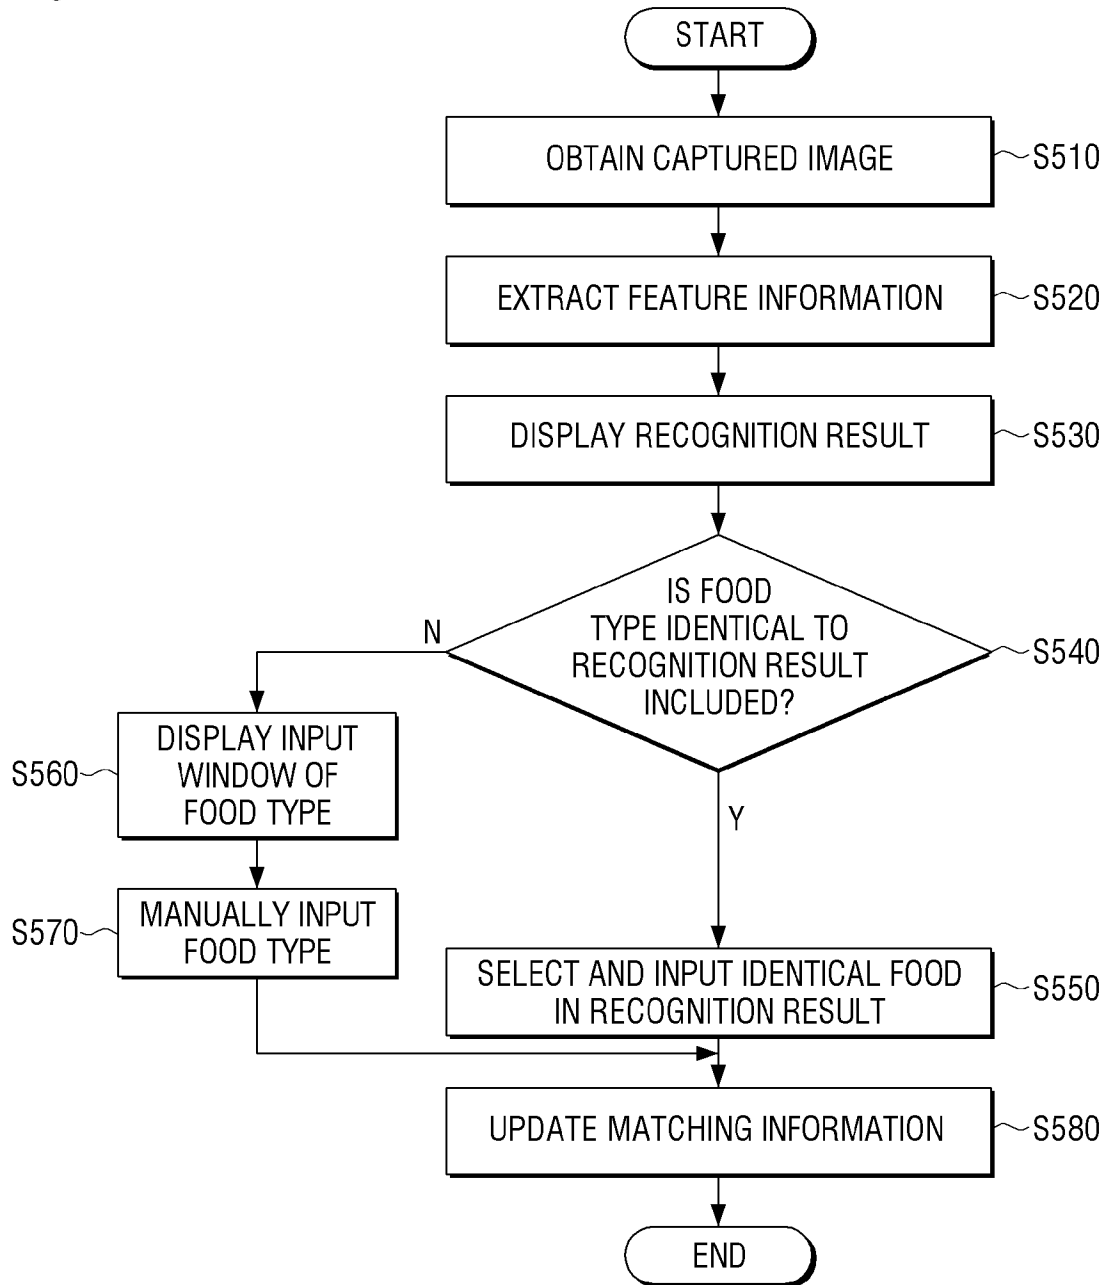 START
OBTAIN CAPTURED IMAGE
S510
EXTRACT FEATURE INFORMATION
S520
DISPLAY RECOGNITION RESULT
S530
IS FOOD
TYPE IDENTICAL TO
RECOGNITION RESULT
INCLUDED?
S540
N
DISPLAY INPUT
WINDOW OF
FOOD TYPE
S560
Y
MANUALLY INPUT
FOOD TYPE
S570
SELECT AND INPUT IDENTICAL FOOD
IN RECOGNITION RESULT
S550
UPDATE MATCHING INFORMATION
S580
END